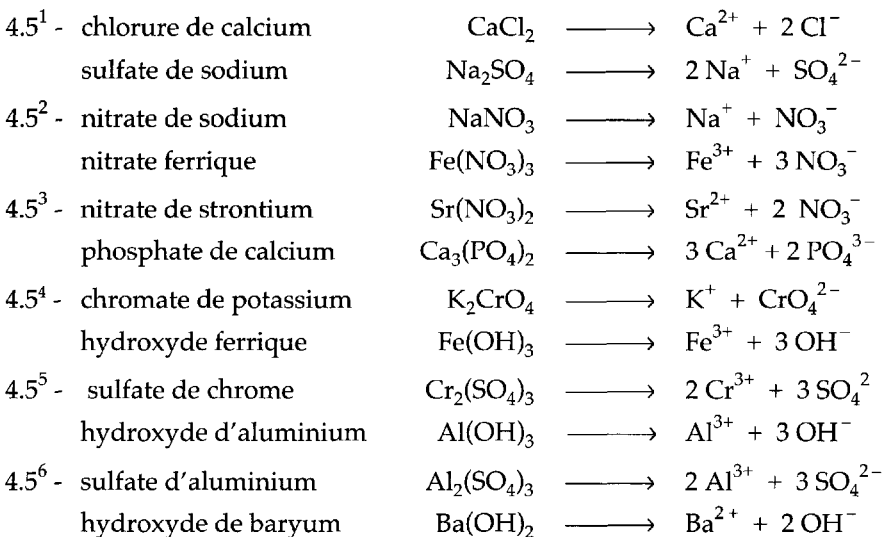 4.5¹ - chlorure de calcium CaCl₂ ⟶ Ca²⁺ + 2 Cl⁻
sulfate de sodium Na₂SO₄ ⟶ 2 Na⁺ + SO₄²⁻
4.5² - nitrate de sodium NaNO₃ ⟶ Na⁺ + NO₃⁻
nitrate ferrique Fe(NO₃)₃ ⟶ Fe³⁺ + 3 NO₃⁻
4.5³ - nitrate de strontium Sr(NO₃)₂ ⟶ Sr²⁺ + 2 NO₃⁻
phosphate de calcium Ca₃(PO₄)₂ ⟶ 3 Ca²⁺ + 2 PO₄³⁻
4.5⁴ - chromate de potassium K₂CrO₄ ⟶ K⁺ + CrO₄²⁻
hydroxyde ferrique Fe(OH)₃ ⟶ Fe³⁺ + 3 OH⁻
4.5⁵ - sulfate de chrome Cr₂(SO₄)₃ ⟶ 2 Cr³⁺ + 3 SO₄²
hydroxyde d'aluminium Al(OH)₃ ⟶ Al³⁺ + 3 OH⁻
4.5⁶ - sulfate d'aluminium Al₂(SO₄)₃ ⟶ 2 Al³⁺ + 3 SO₄²⁻
hydroxyde de baryum Ba(OH)₂ ⟶ Ba²⁺ + 2 OH⁻